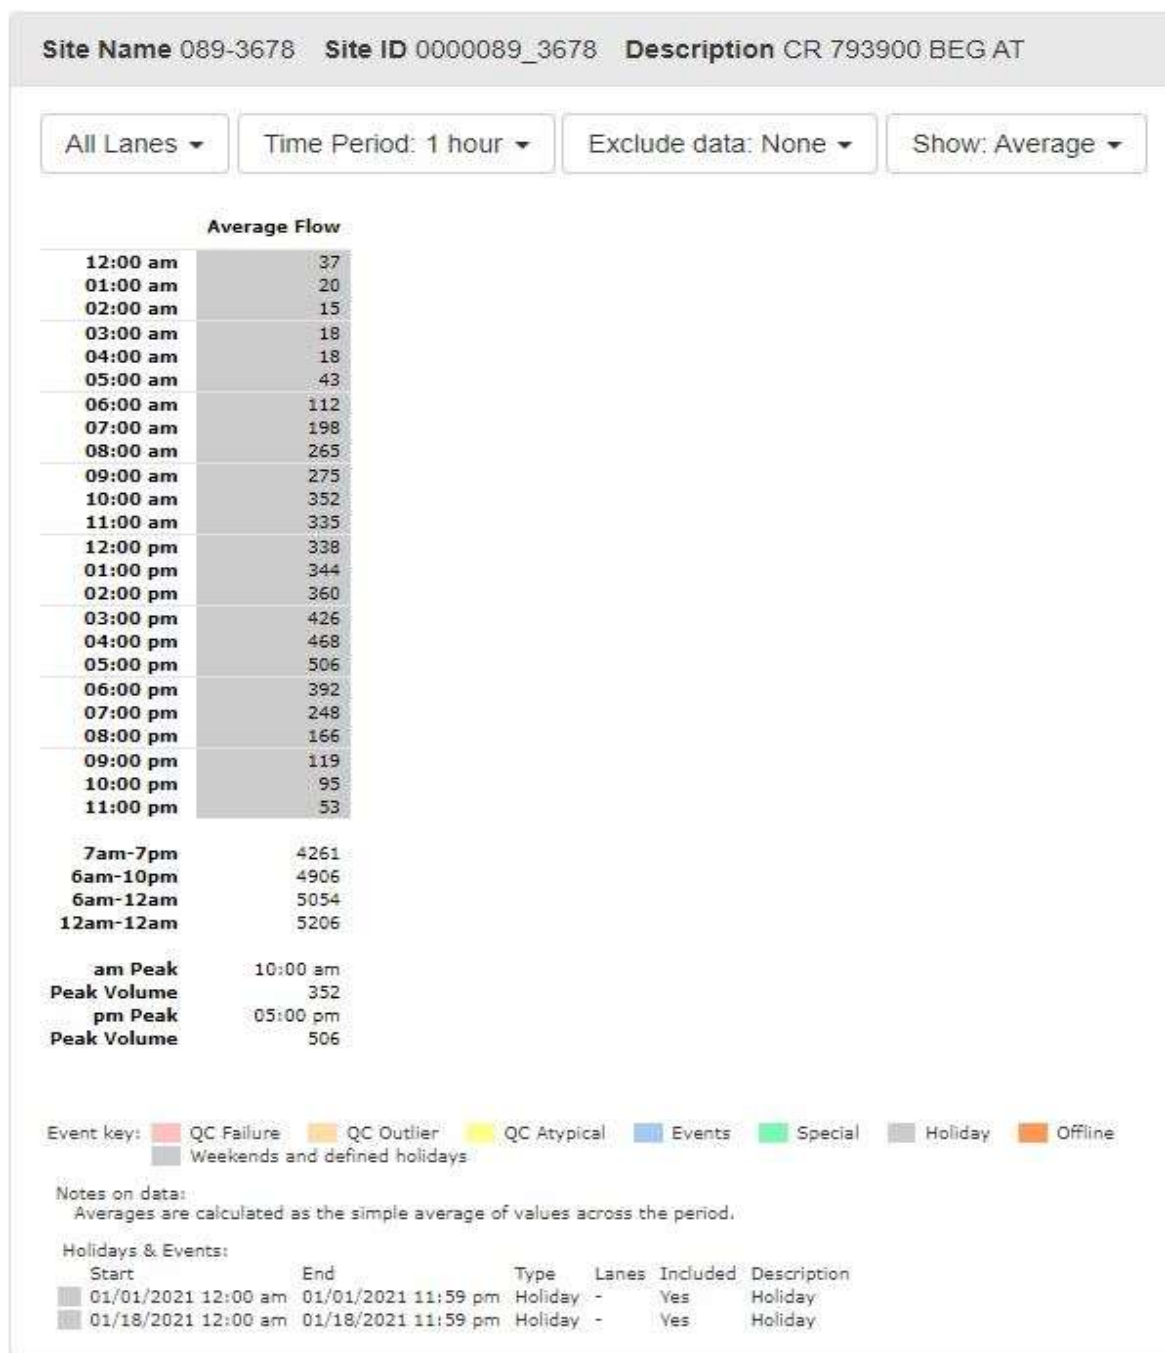 Site Name 089-3678 Site ID 0000089_3678 Description CR 793900 BEG AT
All Lanes Time Period: 1 hour Exclude data: None Show: Average
Average Flow
12:00 am 37
01:00 am 20
02:00 am 15
03:00 am 18
04:00 am 18
05:00 am 43
06:00 am 112
07:00 am 198
08:00 am 265
09:00 am 275
10:00 am 352
11:00 am 335
12:00 pm 338
01:00 pm 344
02:00 pm 360
03:00 pm 426
04:00 pm 468
05:00 pm 506
06:00 pm 392
07:00 pm 248
08:00 pm 166
09:00 pm 119
10:00 pm 95
11:00 pm 53
7am-7pm 4261
6am-10pm 4906
6am-12am 5054
12am-12am 5206
am Peak 10:00 am
Peak Volume 352
pm Peak 05:00 pm
Peak Volume 506
Event key: QC Failure QC Outlier QC Atypical Events Special Holiday Offline
Weekends and defined holidays
Notes on data:
Averages are calculated as the simple average of values across the period.
Holidays & Events:
Start End Type Lanes Included Description
01/01/2021 12:00 am 01/01/2021 11:59 pm Holiday - Yes Holiday
01/18/2021 12:00 am 01/18/2021 11:59 pm Holiday - Yes Holiday